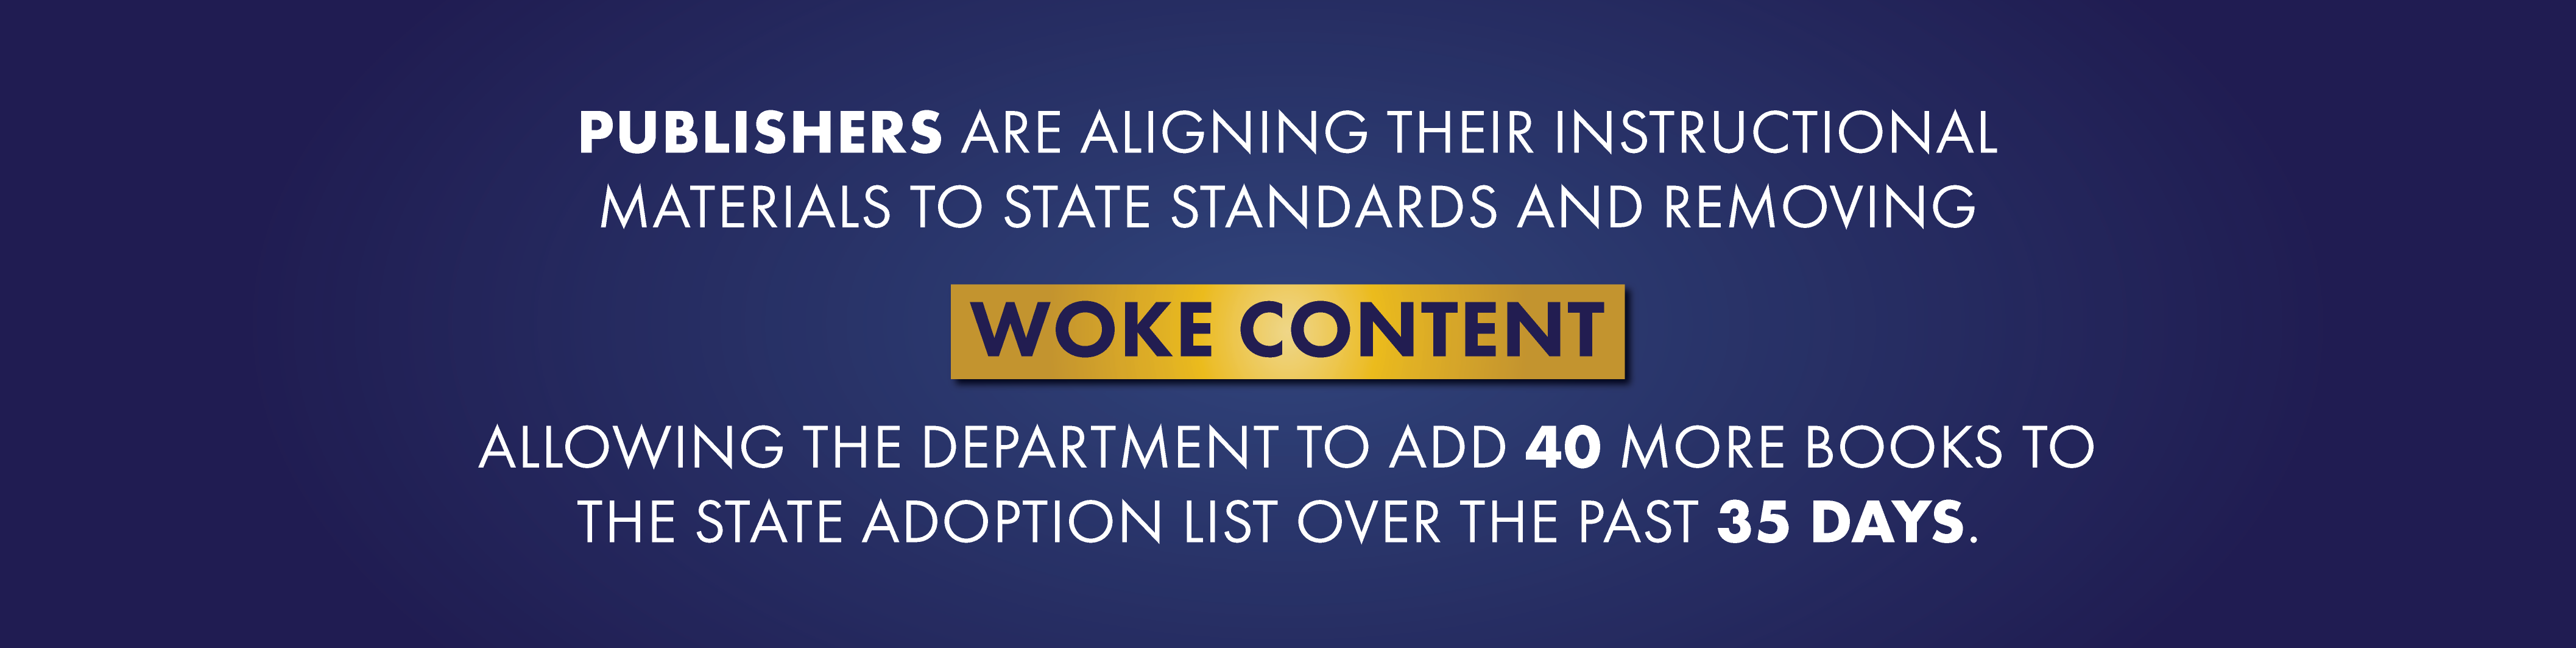 PUBLISHERS ARE ALIGNING THEIR INSTRUCTIONAL
MATERIALS TO STATE STANDARDS AND REMOVING
WOKE CONTENT
ALLOWING THE DEPARTMENT TO ADD 40 MORE BOOKS TO
THE STATE ADOPTION LIST OVER THE PAST 35 DAYS.